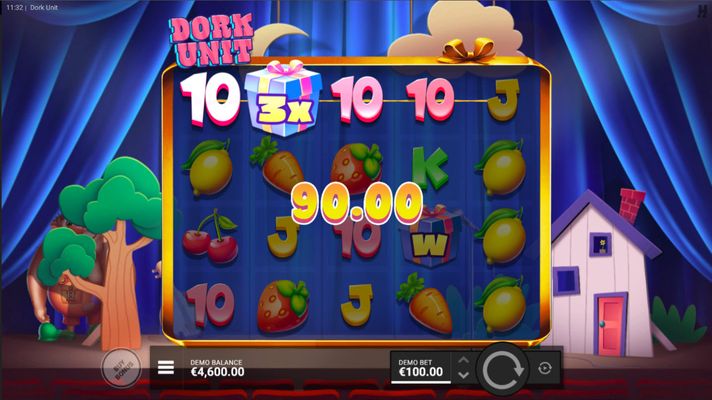 11:32 | Dork Unit
DORK
UNIT
10 3x 10 10 J
K
90.00
J 10 W
10 J
BUY
BONUS
DEMO BALANCE
€4,600.00
DEMO BET
€100.00